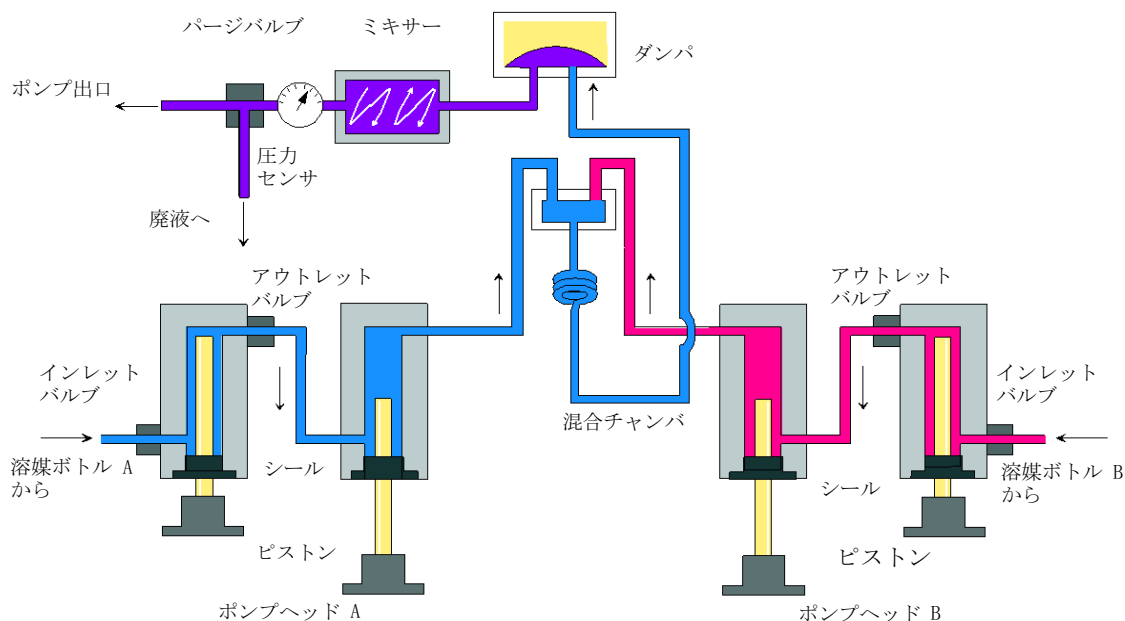 パージバルブ
ミキサー
ダンパ
ポンプ出口
圧力
センサ
廃液へ
アウトレット
バルブ
アウトレット
バルブ
インレット
バルブ
インレット
バルブ
混合チャンバ
溶媒ボトル A
から
シール
シール
溶媒ボトル B
から
ピストン
ピストン
ポンプヘッド A
ポンプヘッド B